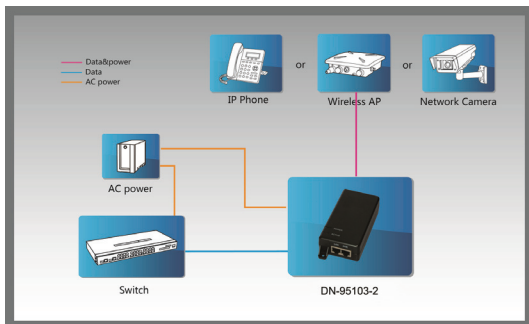 Data&power
Data
AC power
or
or
IP Phone
Wireless AP
Network Camera
AC power
Switch
DN-95103-2